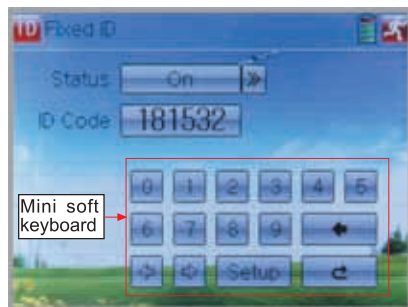 ID Fixed ID
Status On
ID Code 181532
0 1 2 3 4 5
Mini soft
keyboard
6 7 8 9
Setup